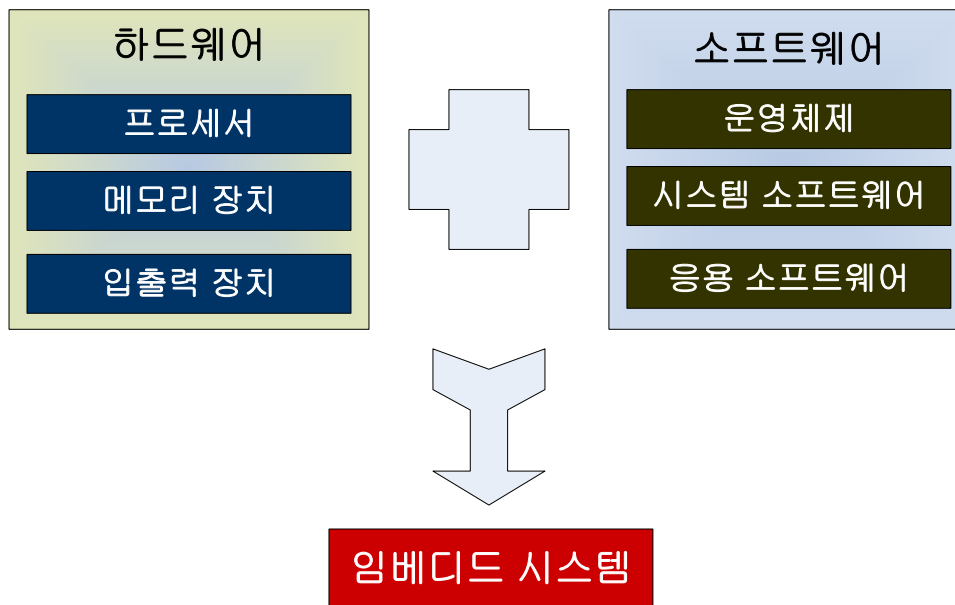 하드웨어
프로세서
메모리 장치
입출력 장치
소프트웨어
운영체제
시스템 소프트웨어
응용 소프트웨어
임베디드 시스템